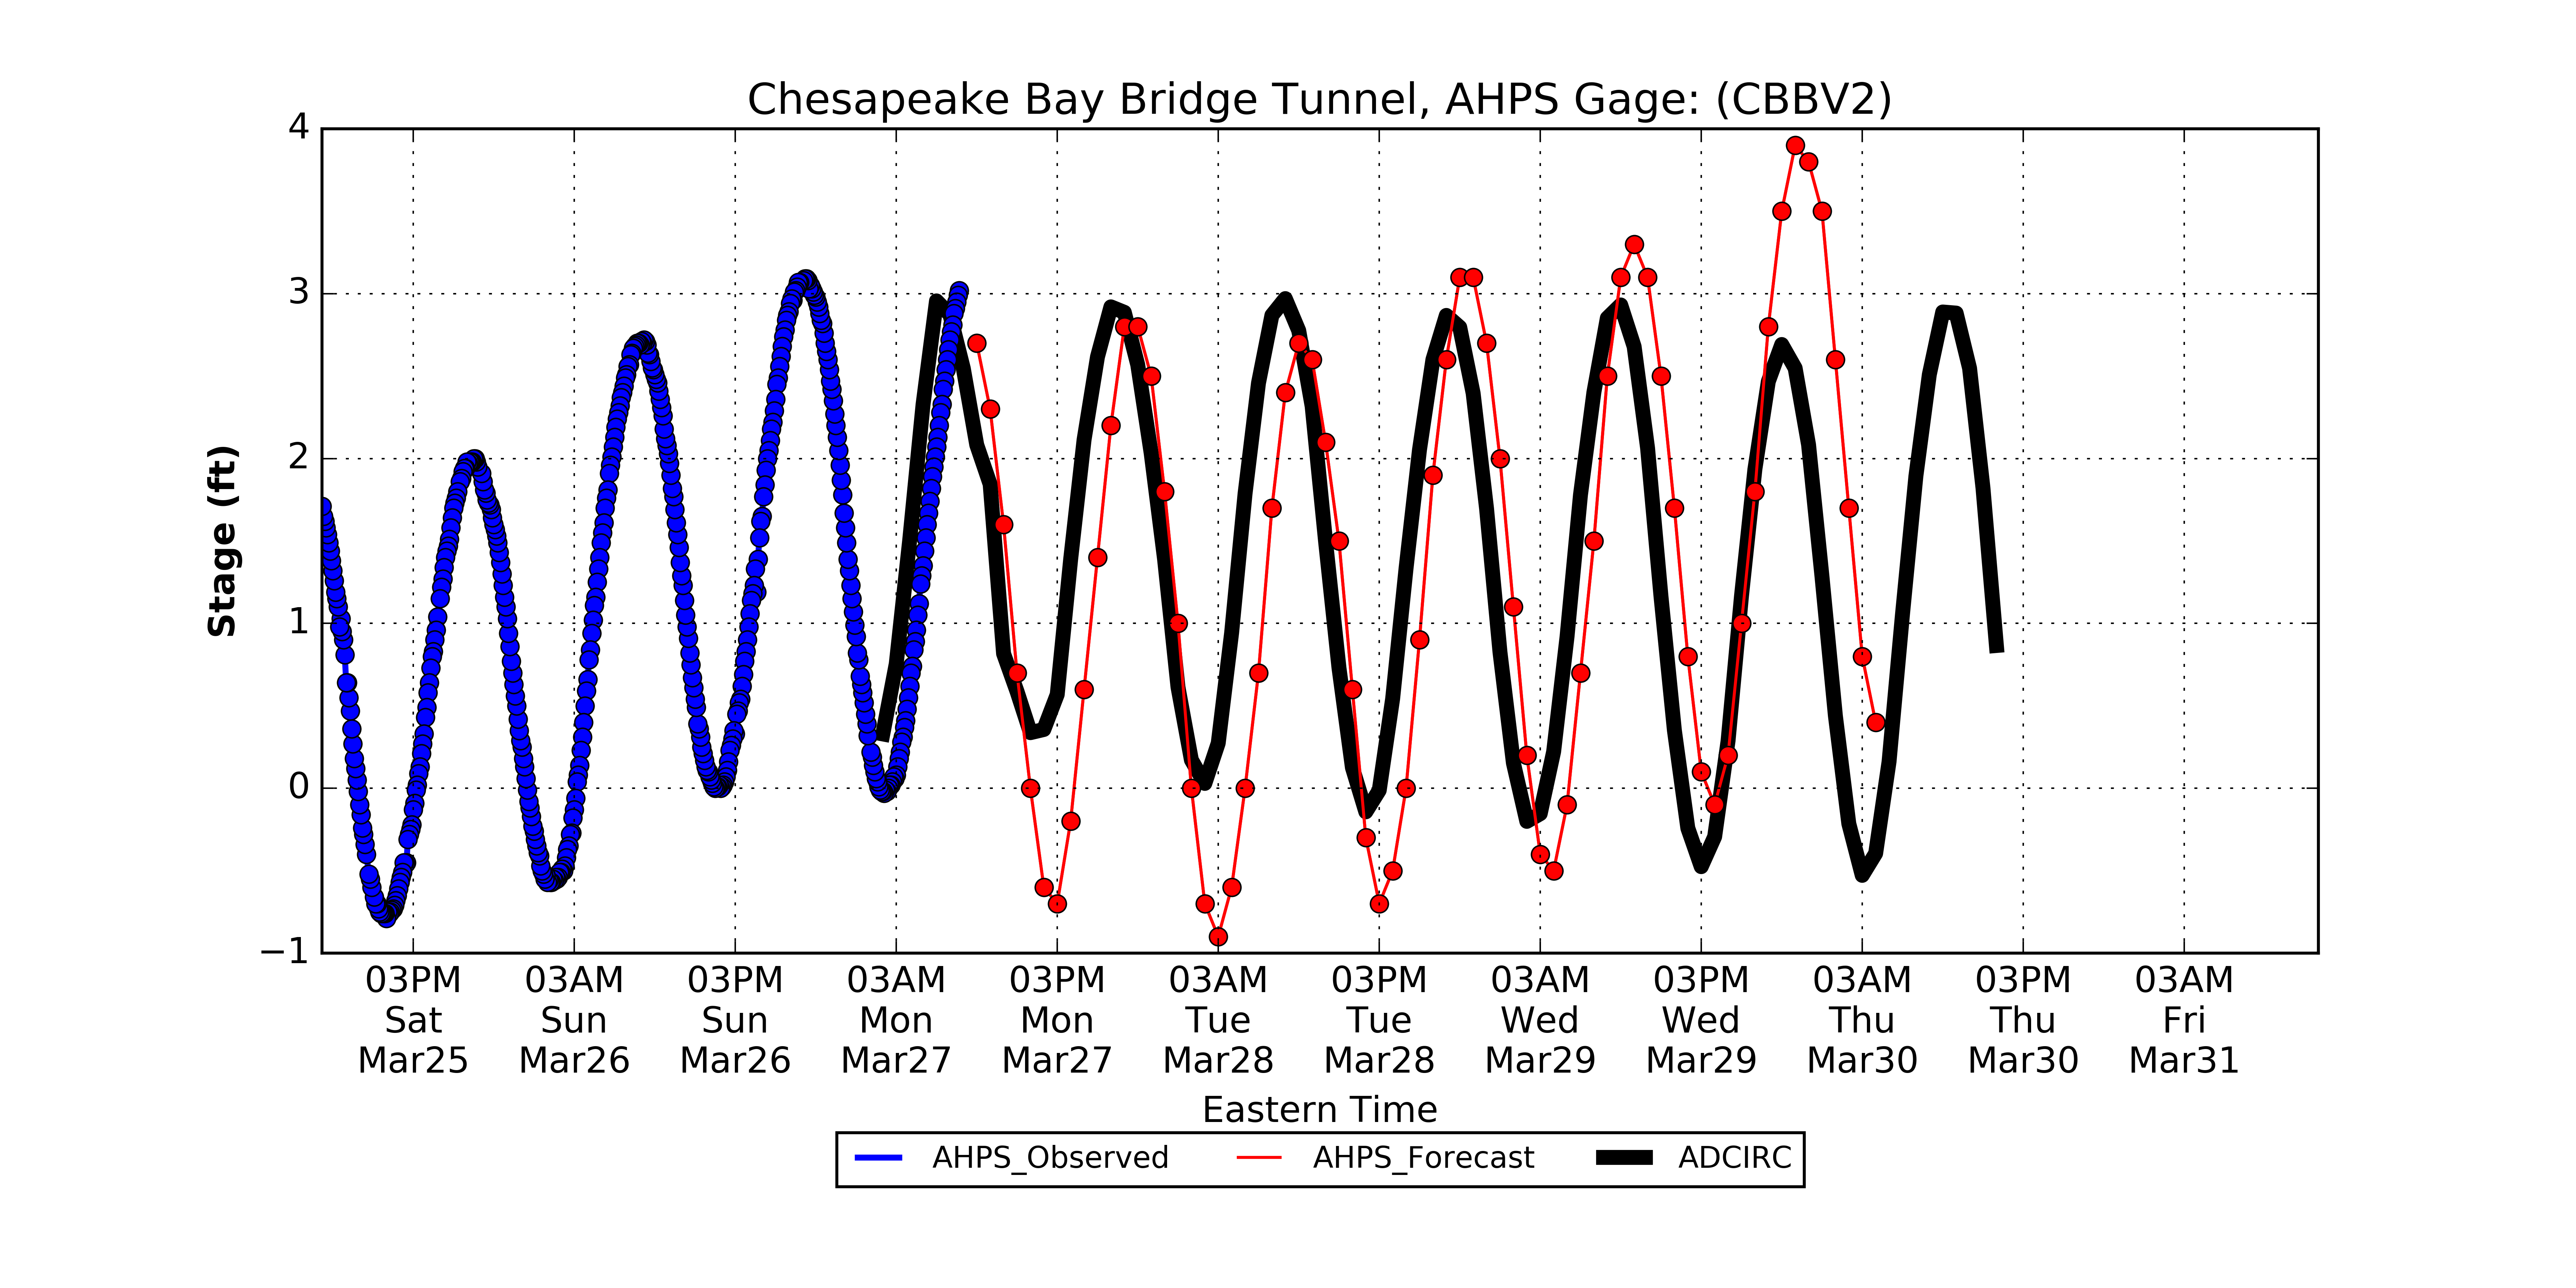 Chesapeake Bay Bridge Tunnel, AHPS Gage: (CBBV2)
4
3
2
1
0
−1
Stage (ft)
03PM 03AM 03PM 03AM 03PM 03AM 03PM 03AM 03PM 03AM 03PM 03AM
Sat Sun Sun Mon Mon Tue Tue Wed Wed Thu Thu Fri
Mar25 Mar26 Mar26 Mar27 Mar27 Mar28 Mar28 Mar29 Mar29 Mar30 Mar30 Mar31
Eastern Time
AHPS_Observed AHPS_Forecast ADCIRC